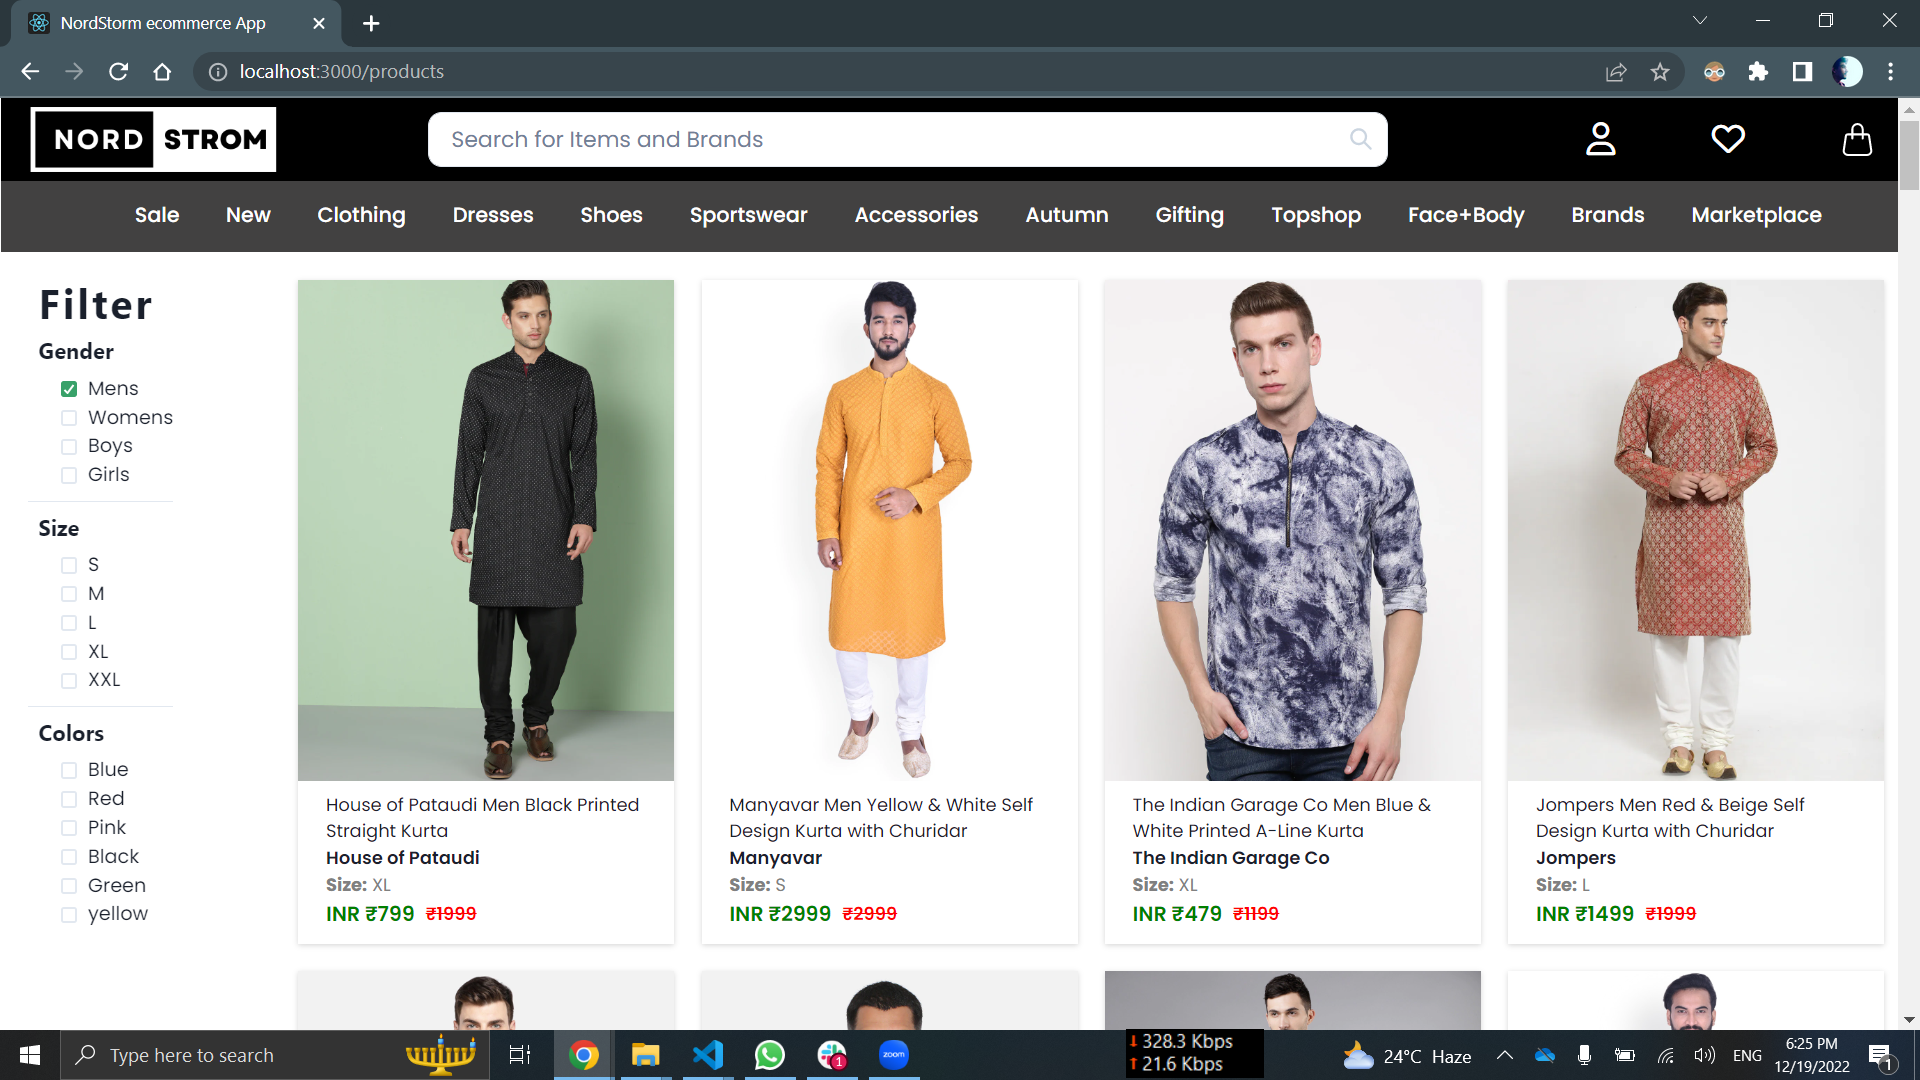 NordStorm ecommerce App
localhost:3000/products
NORD STROM
Search for Items and Brands
Sale New Clothing Dresses Shoes Sportswear Accessories Autumn Gifting Topshop Face+Body Brands Marketplace
Filter
Gender
Mens
Womens
Boys
Girls
Size
S
M
L
XL
XXL
Colors
Blue
Red
Pink
Black
Green
yellow
House of Pataudi Men Black Printed
Straight Kurta
House of Pataudi
Size: XL
INR ₹799 ₹1999
Manyavar Men Yellow & White Self
Design Kurta with Churidar
Manyavar
Size: S
INR ₹2999 ₹2999
The Indian Garage Co Men Blue &
White Printed A-Line Kurta
The Indian Garage Co
Size: XL
INR ₹479 ₹1199
Jompers Men Red & Beige Self
Design Kurta with Churidar
Jompers
Size: L
INR ₹1499 ₹1999
Type here to search
1
zoom
328.3 Kbps
21.6 Kbps
24°C Haze
ENG
6:25 PM
12/19/2022
1